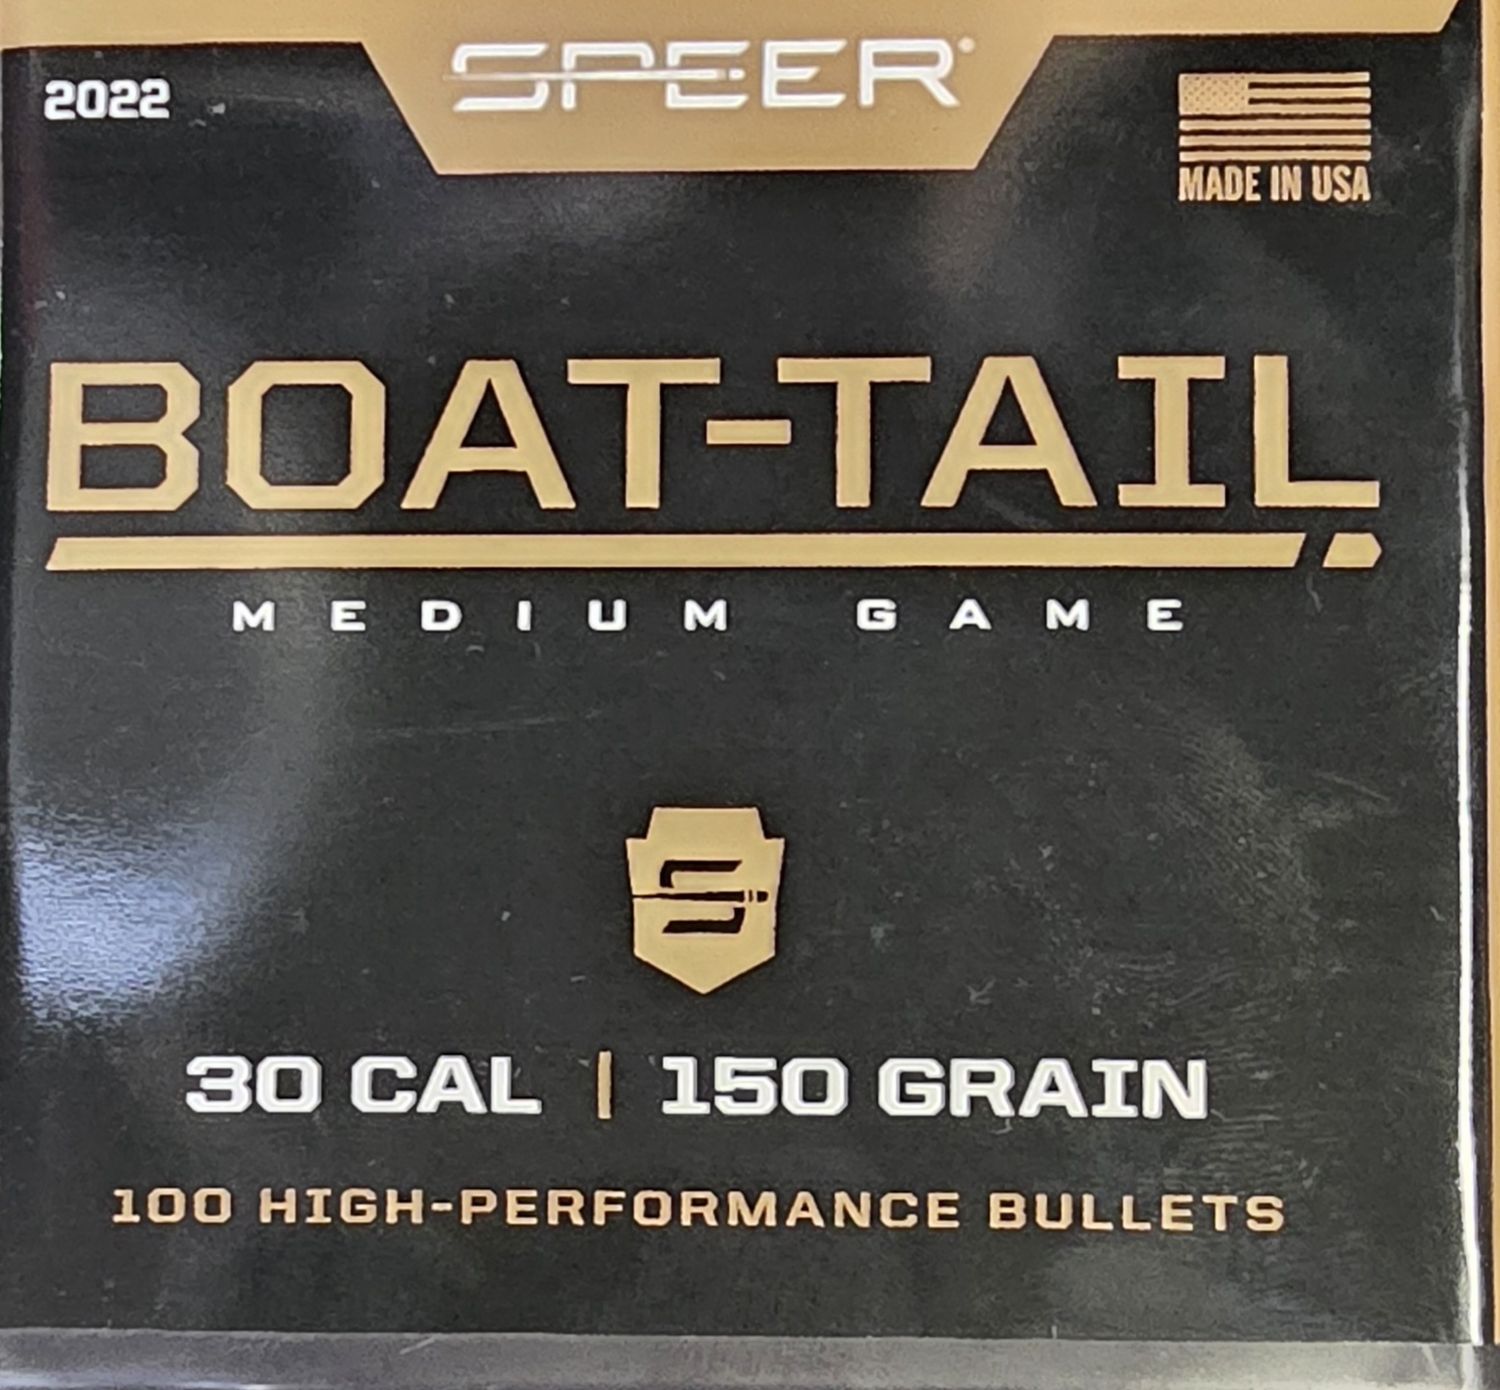 SPEER®
2022
MADE IN USA
BOAT-TAIL
MEDIUM GAME
30 CAL | 150 GRAIN
100 HIGH-PERFORMANCE BULLETS